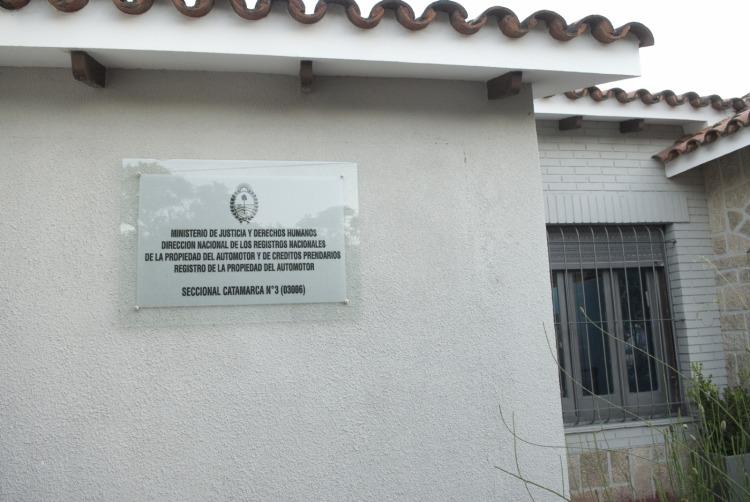 MINISTERIO DE JUSTICIA Y DERECHOS HUMANOS
DIRECCION NACIONAL DE LOS REGISTROS NACIONALES
DE LA PROPIEDAD DEL AUTOMOTOR Y DE CREDITOS PRENDARIOS
REGISTRO DE LA PROPIEDAD DEL AUTOMOTOR
SECCIONAL CATAMARCA N°3 (03006)